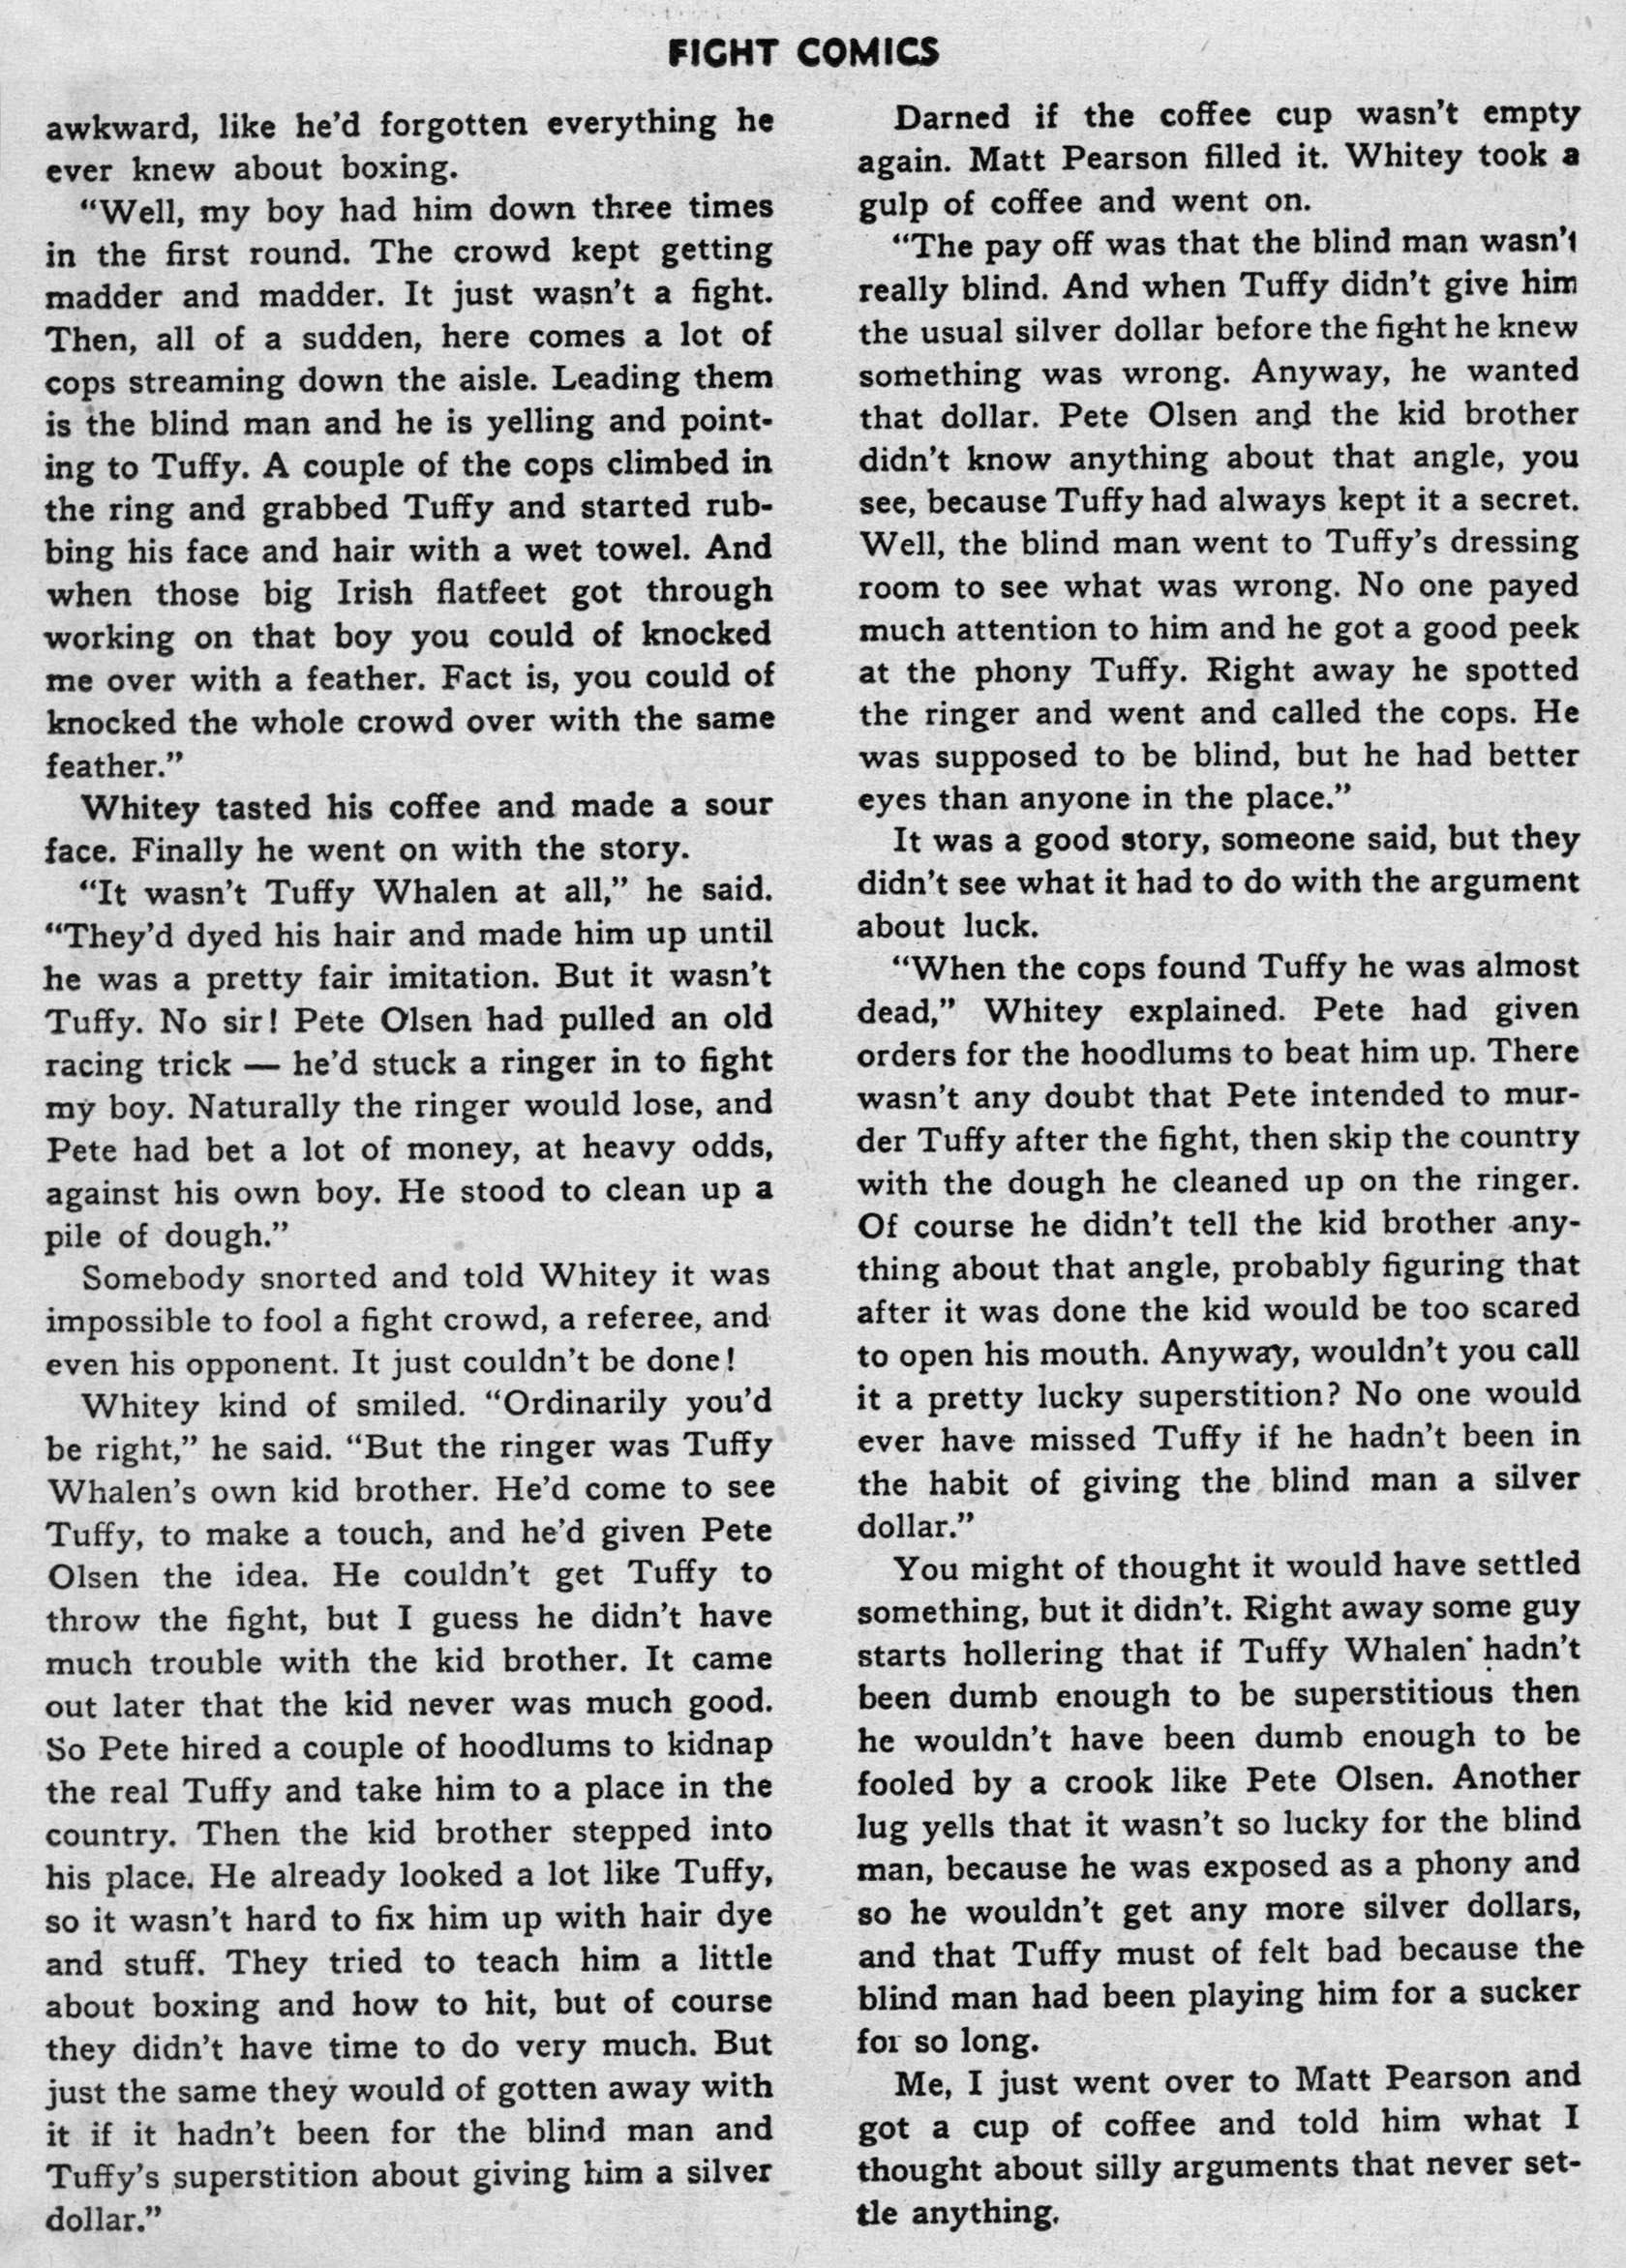 FIGHT COMICS
awkward, like he'd forgotten everything he
ever knew about boxing.
“Well, my boy had him down three times
in the first round. The crowd kept getting
madder and madder. It just wasn't a fight.
Then, all of a sudden, here comes a lot of
cops streaming down the aisle. Leading them
is the blind man and he is yelling and point-
ing to Tuffy. A couple of the cops climbed in
the ring and grabbed Tuffy and started rub-
bing his face and hair with a wet towel. And
when those big Irish flatfeet got through
working on that boy you could of knocked
me over with a feather. Fact is, you could of
knocked the whole crowd over with the same
feather.”
Whitey tasted his coffee and made a sour
face. Finally he went on with the story.
“It wasn't Tuffy Whalen at all,” he said.
“They'd dyed his hair and made him up until
he was a pretty fair imitation. But it wasn't
Tuffy. No sir! Pete Olsen had pulled an old
racing trick — he'd stuck a ringer in to fight
my boy. Naturally the ringer would lose, and
Pete had bet a lot of money, at heavy odds,
against his own boy. He stood to clean up a
pile of dough.”
Somebody snorted and told Whitey it was
impossible to fool a fight crowd, a referee, and
even his opponent. It just couldn't be done!
Whitey kind of smiled. “Ordinarily you'd
be right,” he said. “But the ringer was Tuffy
Whalen's own kid brother. He'd come to see
Tuffy, to make a touch, and he'd given Pete
Olsen the idea. He couldn't get Tuffy to
throw the fight, but I guess he didn't have
much trouble with the kid brother. It came
out later that the kid never was much good.
So Pete hired a couple of hoodlums to kidnap
the real Tuffy and take him to a place in the
country. Then the kid brother stepped into
his place. He already looked a lot like Tuffy,
so it wasn't hard to fix him up with hair dye
and stuff. They tried to teach him a little
about boxing and how to hit, but of course
they didn't have time to do very much. But
just the same they would of gotten away with
it if it hadn't been for the blind man and
Tuffy's superstition about giving him a silver
dollar.”
Darned if the coffee cup wasn't empty
again. Matt Pearson filled it. Whitey took a
gulp of coffee and went on.
“The pay off was that the blind man wasn't
really blind. And when Tuffy didn't give him
the usual silver dollar before the fight he knew
something was wrong. Anyway, he wanted
that dollar. Pete Olsen and the kid brother
didn't know anything about that angle, you
see, because Tuffy had always kept it a secret.
Well, the blind man went to Tuffy's dressing
room to see what was wrong. No one payed
much attention to him and he got a good peek
at the phony Tuffy. Right away he spotted
the ringer and went and called the cops. He
was supposed to be blind, but he had better
eyes than anyone in the place.”
It was a good story, someone said, but they
didn't see what it had to do with the argument
about luck.
“When the cops found Tuffy he was almost
dead,” Whitey explained. Pete had given
orders for the hoodlums to beat him up. There
wasn't any doubt that Pete intended to mur-
der Tuffy after the fight, then skip the country
with the dough he cleaned up on the ringer.
Of course he didn't tell the kid brother any-
thing about that angle, probably figuring that
after it was done the kid would be too scared
to open his mouth. Anyway, wouldn't you call
it a pretty lucky superstition? No one would
ever have missed Tuffy if he hadn't been in
the habit of giving the blind man a silver
dollar.”
You might of thought it would have settled
something, but it didn't. Right away some guy
starts hollering that if Tuffy Whalen hadn't
been dumb enough to be superstitious then
he wouldn't have been dumb enough to be
fooled by a crook like Pete Olsen. Another
lug yells that it wasn't so lucky for the blind
man, because he was exposed as a phony and
so he wouldn't get any more silver dollars,
and that Tuffy must of felt bad because the
blind man had been playing him for a sucker
for so long.
Me, I just went over to Matt Pearson and
got a cup of coffee and told him what I
thought about silly arguments that never set-
tle anything.